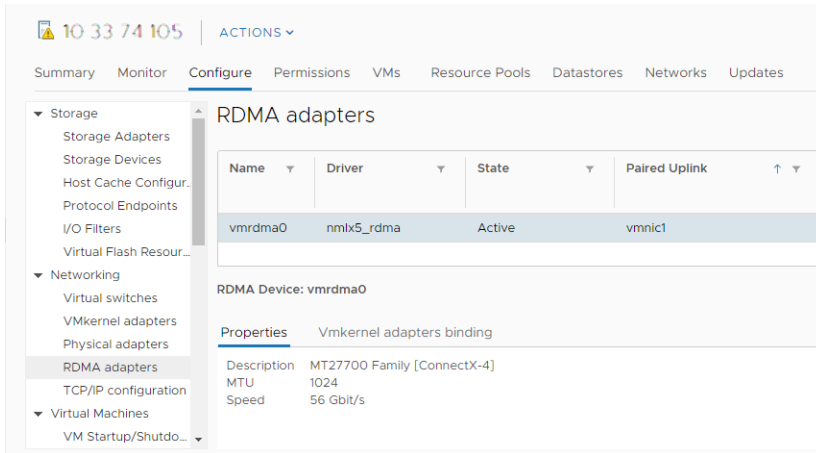 10 33 74 105 ACTIONS
Summary Monitor Configure Permissions VMs Resource Pools Datastores Networks Updates
Storage
Storage Adapters
Storage Devices
Host Cache Configur.
Protocol Endpoints
I/O Filters
Virtual Flash Resour...
Networking
Virtual switches
VMkernel adapters
Physical adapters
RDMA adapters
TCP/IP configuration
Virtual Machines
VM Startup/Shutdo...
RDMA adapters
Name Driver State Paired Uplink
vmrdma0 nmlx5_rdma Active vmnic1
RDMA Device: vmrdma0
Properties Vmkernel adapters binding
Description MT27700 Family [ConnectX-4]
MTU 1024
Speed 56 Gbit/s